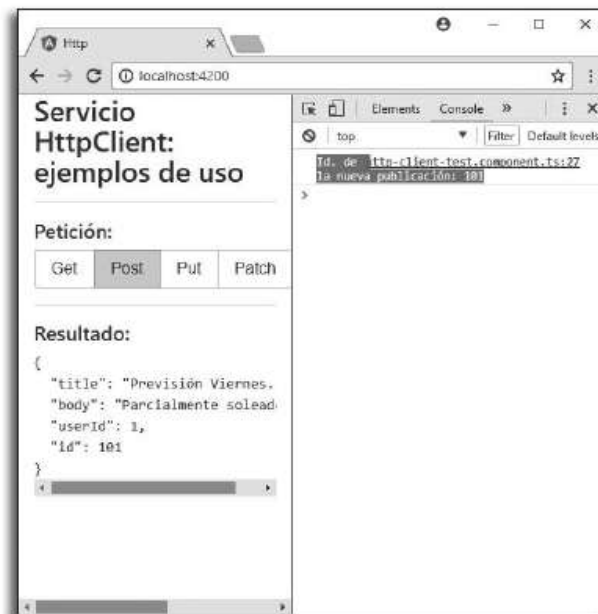 Http
localhost:4200
Servicio
HttpClient:
ejemplos de uso
Petición:
Get Post Put Patch
Resultado:
{
"title": "Previsión Viernes.
"body": "Parcialmente solead
"userId": 1,
"id": 101
}
Elements Console »
top Filter Default levels
Id. de http-client-test.component.ts:27
la nueva publicación: 101
>